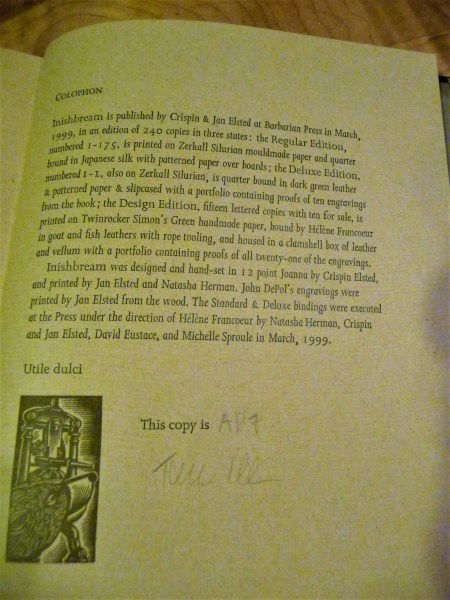 COLOPHON
Inishbream is published by Crispin & Jan Elsted at Barbarian Press in March,
1999, in an edition of 240 copies in three states: the Regular Edition,
numbered 1-175, is printed on Zerkall Silurian mouldmade paper and quarter
bound in Japanese silk with patterned paper over boards; the Deluxe Edition,
numbered 1-1, also on Zerkall Silurian, is quarter bound in dark green leather
& patterned paper & slipcased with a portfolio containing proofs of ten engravings
from the book; the Design Edition, fifteen lettered copies with ten for sale, is
printed on Twinrocker Simon's Green handmade paper, bound by Hélène Francoeur
in goat and fish leathers with rope tooling, and housed in a clamshell box of leather
and vellum with a portfolio containing proofs of all twenty-one of the engravings.
Inishbream was designed and hand-set in 12 point Joanna by Crispin Elsted,
and printed by Jan Elsted and Natasha Herman. John DePol's engravings were
printed by Jan Elsted from the wood. The Standard & Deluxe bindings were executed
at the Press under the direction of Hélène Francoeur by Natasha Herman, Crispin
and Jan Elsted, David Eustace, and Michelle Sproule in March, 1999.
Utile dulci
This copy is AP7